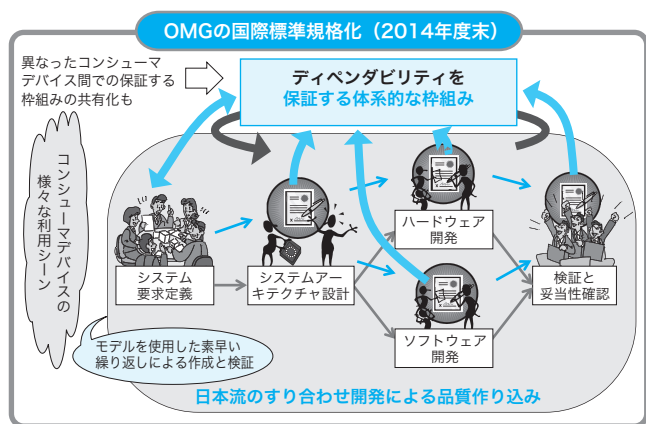 OMGの国際標準規格化（2014年度末）
異なったコンシューマ
デバイス間での保証する
枠組みの共有化も
ディペンダビリティを
保証する体系的な枠組み
コンシューマデバイスの
様々な利用シーン
システム
要求定義
システムアー
キテクチャ設計
ハードウェア
開発
ソフトウェア
開発
検証と
妥当性確認
モデルを使用した素早い
繰り返しによる作成と検証
日本流のすり合わせ開発による品質作り込み